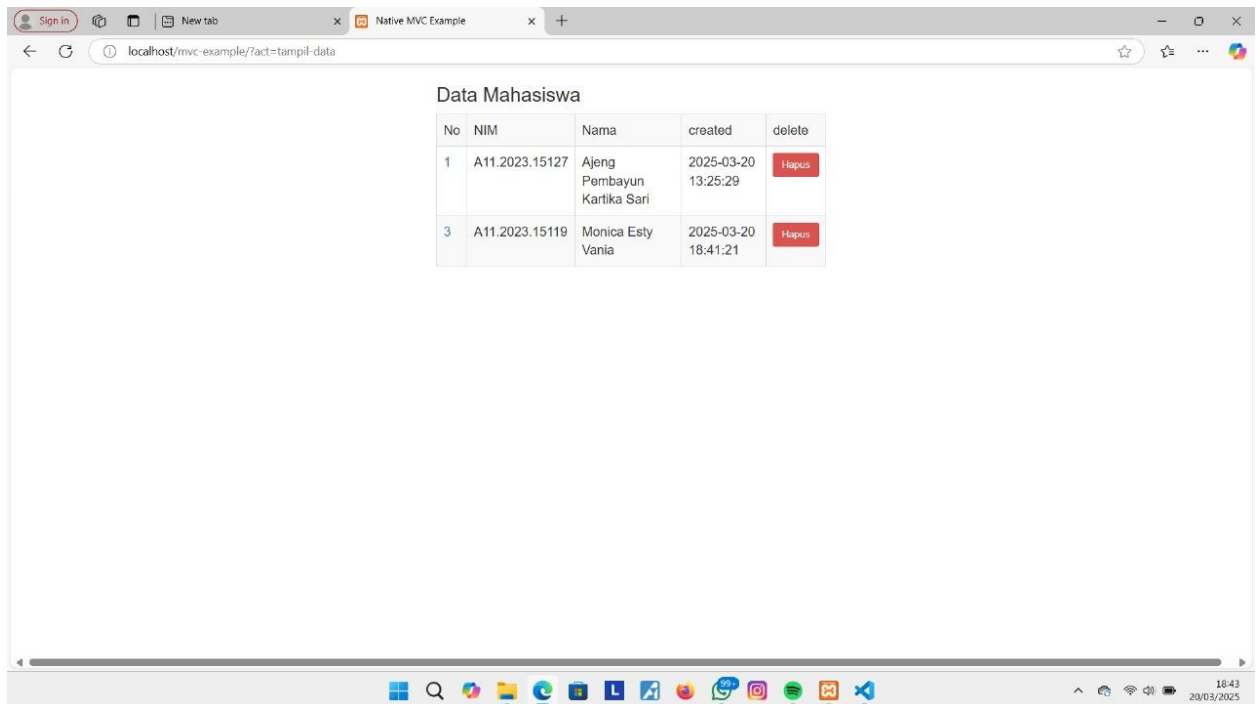 Sign in
New tab
Native MVC Example
localhost/mvc-example/?act=tampil-data
Data Mahasiswa
No NIM Nama created delete
1 A11.2023.15127 Ajeng 2025-03-20 Hapus
Pembayun 13:25:29
Kartika Sari
3 A11.2023.15119 Monica Esty 2025-03-20 Hapus
Vania 18:41:21
99+
L
18:43
20/03/2025